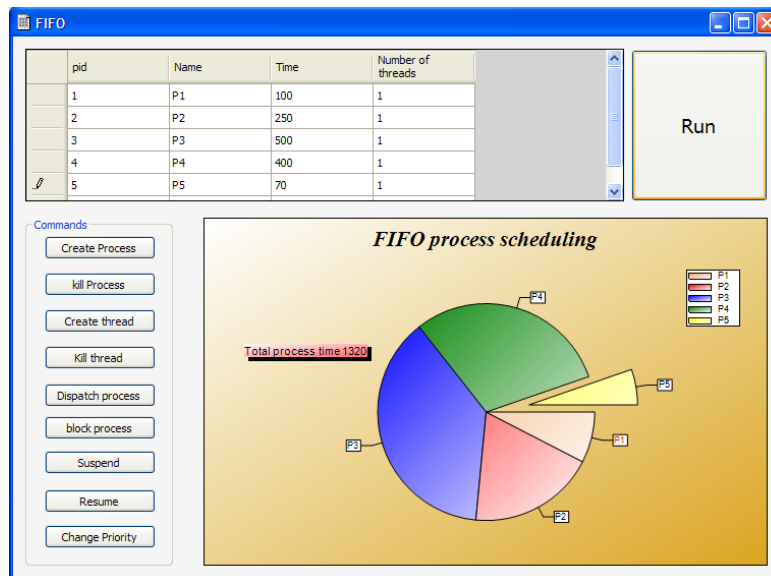 FIFO
pid Name Time Number of threads
1 P1 100 1
2 P2 250 1
3 P3 500 1
4 P4 400 1
5 P5 70 1
Run
Commands
Create Process
kill Process
Create thread
Kill thread
Dispatch process
block process
Suspend
Resume
Change Priority
FIFO process scheduling
Total process time 1320
P4
P5
P1
P3
P2
P1
P2
P3
P4
P5